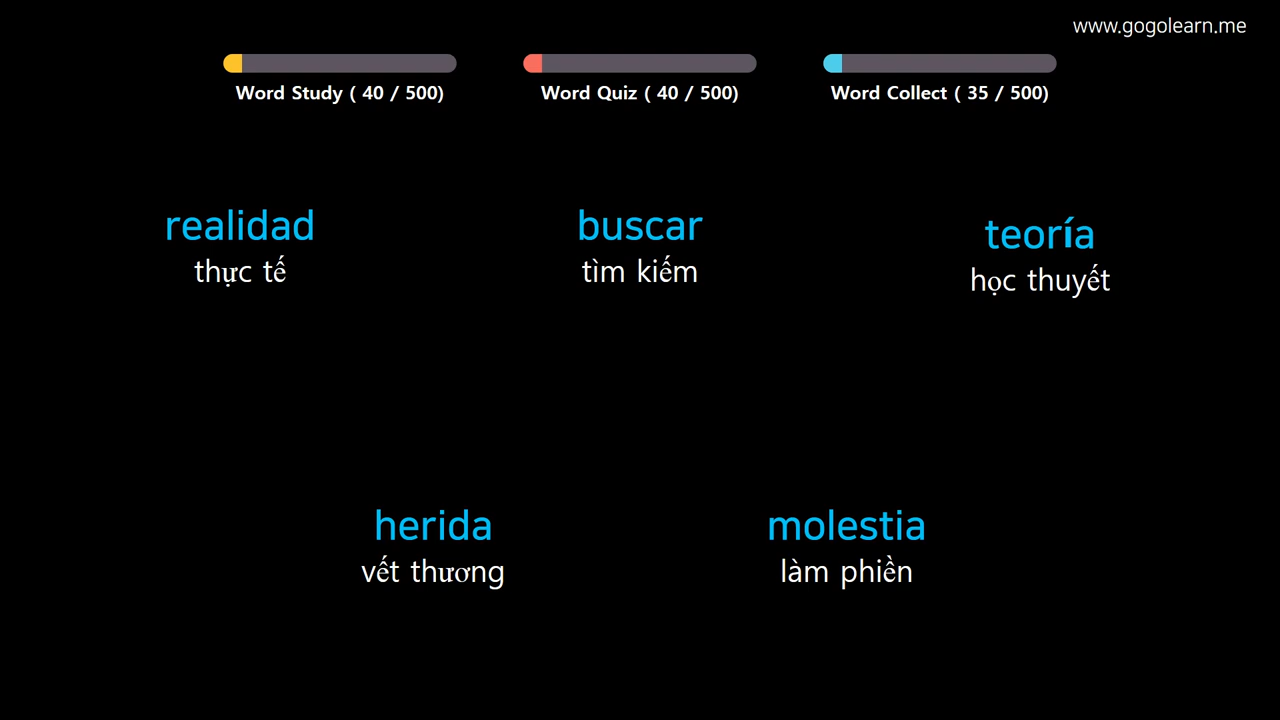 www.gogolearn.me
Word Study ( 40 / 500)
Word Quiz ( 40 / 500)
Word Collect ( 35 / 500)
realidad
thực tế
buscar
tìm kiếm
teoría
học thuyết
herida
vết thương
molestia
làm phiền